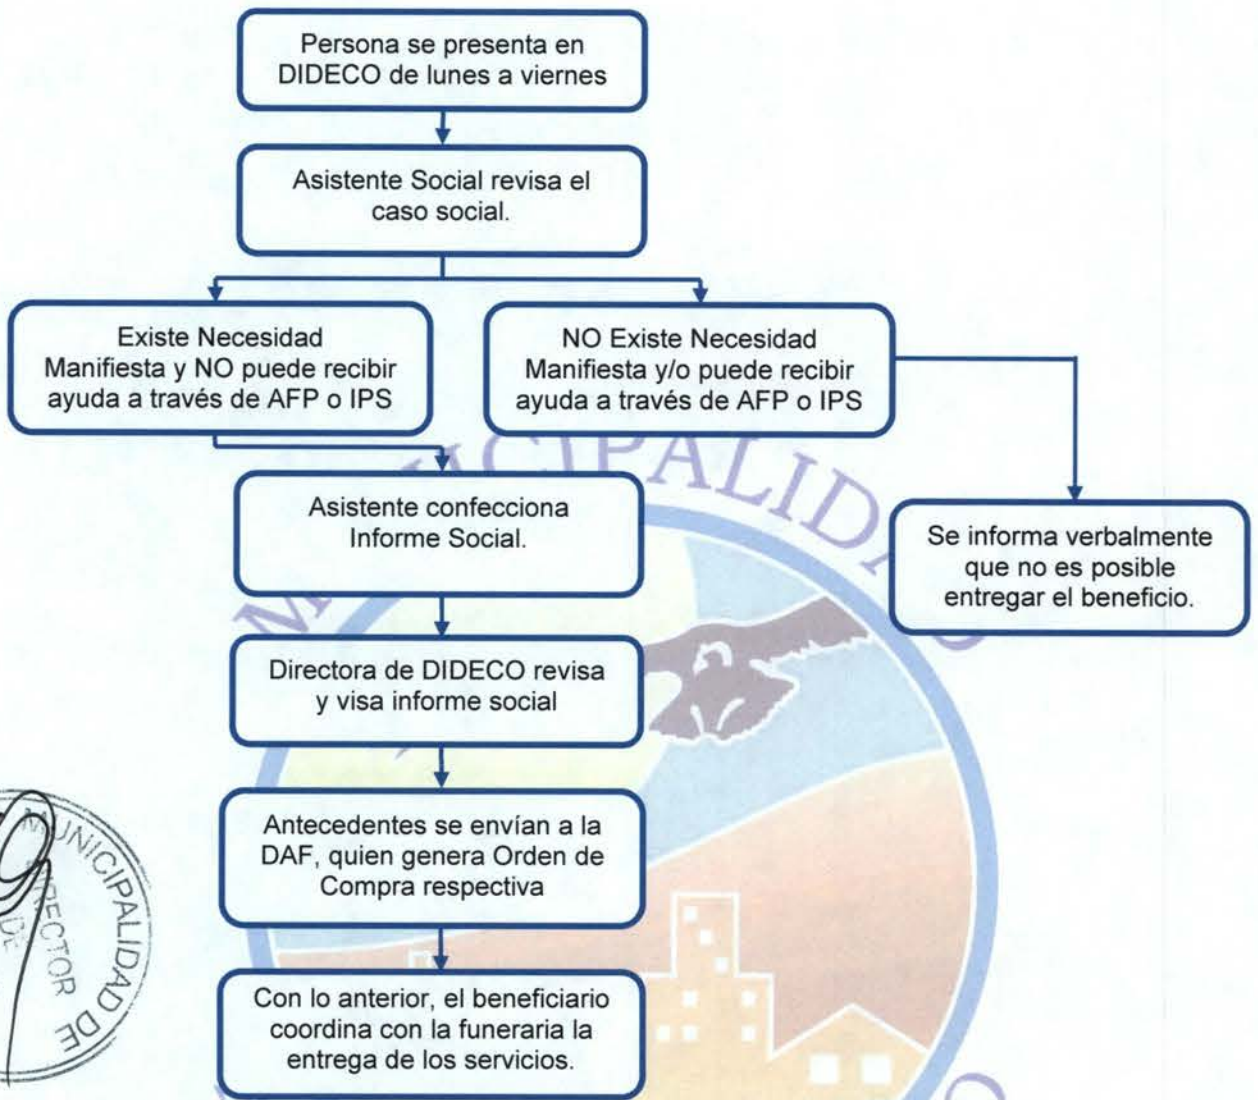 Persona se presenta en
DIDECO de lunes a viernes
Asistente Social revisa el
caso social.
Existe Necesidad
Manifiesta y NO puede recibir
ayuda a través de AFP o IPS
NO Existe Necesidad
Manifiesta y/o puede recibir
ayuda a través de AFP o IPS
Asistente confecciona
Informe Social.
Se informa verbalmente
que no es posible
entregar el beneficio.
Directora de DIDECO revisa
y visa informe social
Antecedentes se envían a la
DAF, quien genera Orden de
Compra respectiva
Con lo anterior, el beneficiario
coordina con la funeraria la
entrega de los servicios.
MUNICIPALIDAD DE
DIRECTOR